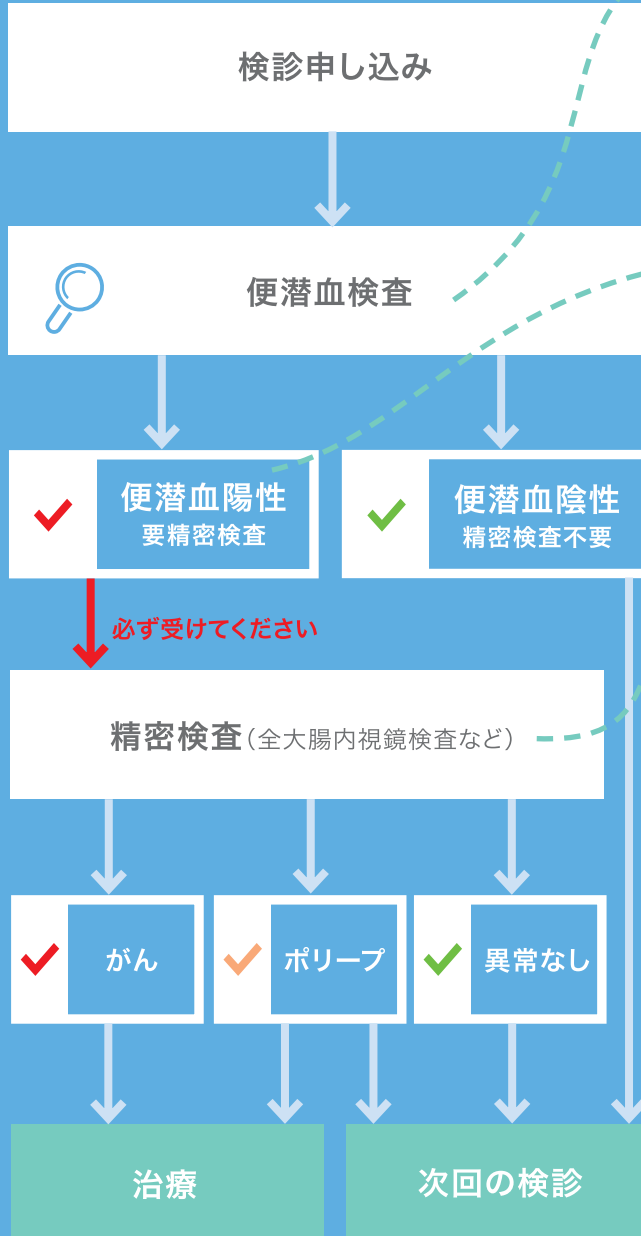 検診申し込み
便潜血検査
便潜血陽性
要精密検査
便潜血陰性
精密検査不要
必ず受けてください
精密検査（全大腸内視鏡検査など）
がん
ポリープ
異常なし
治療
次回の検診